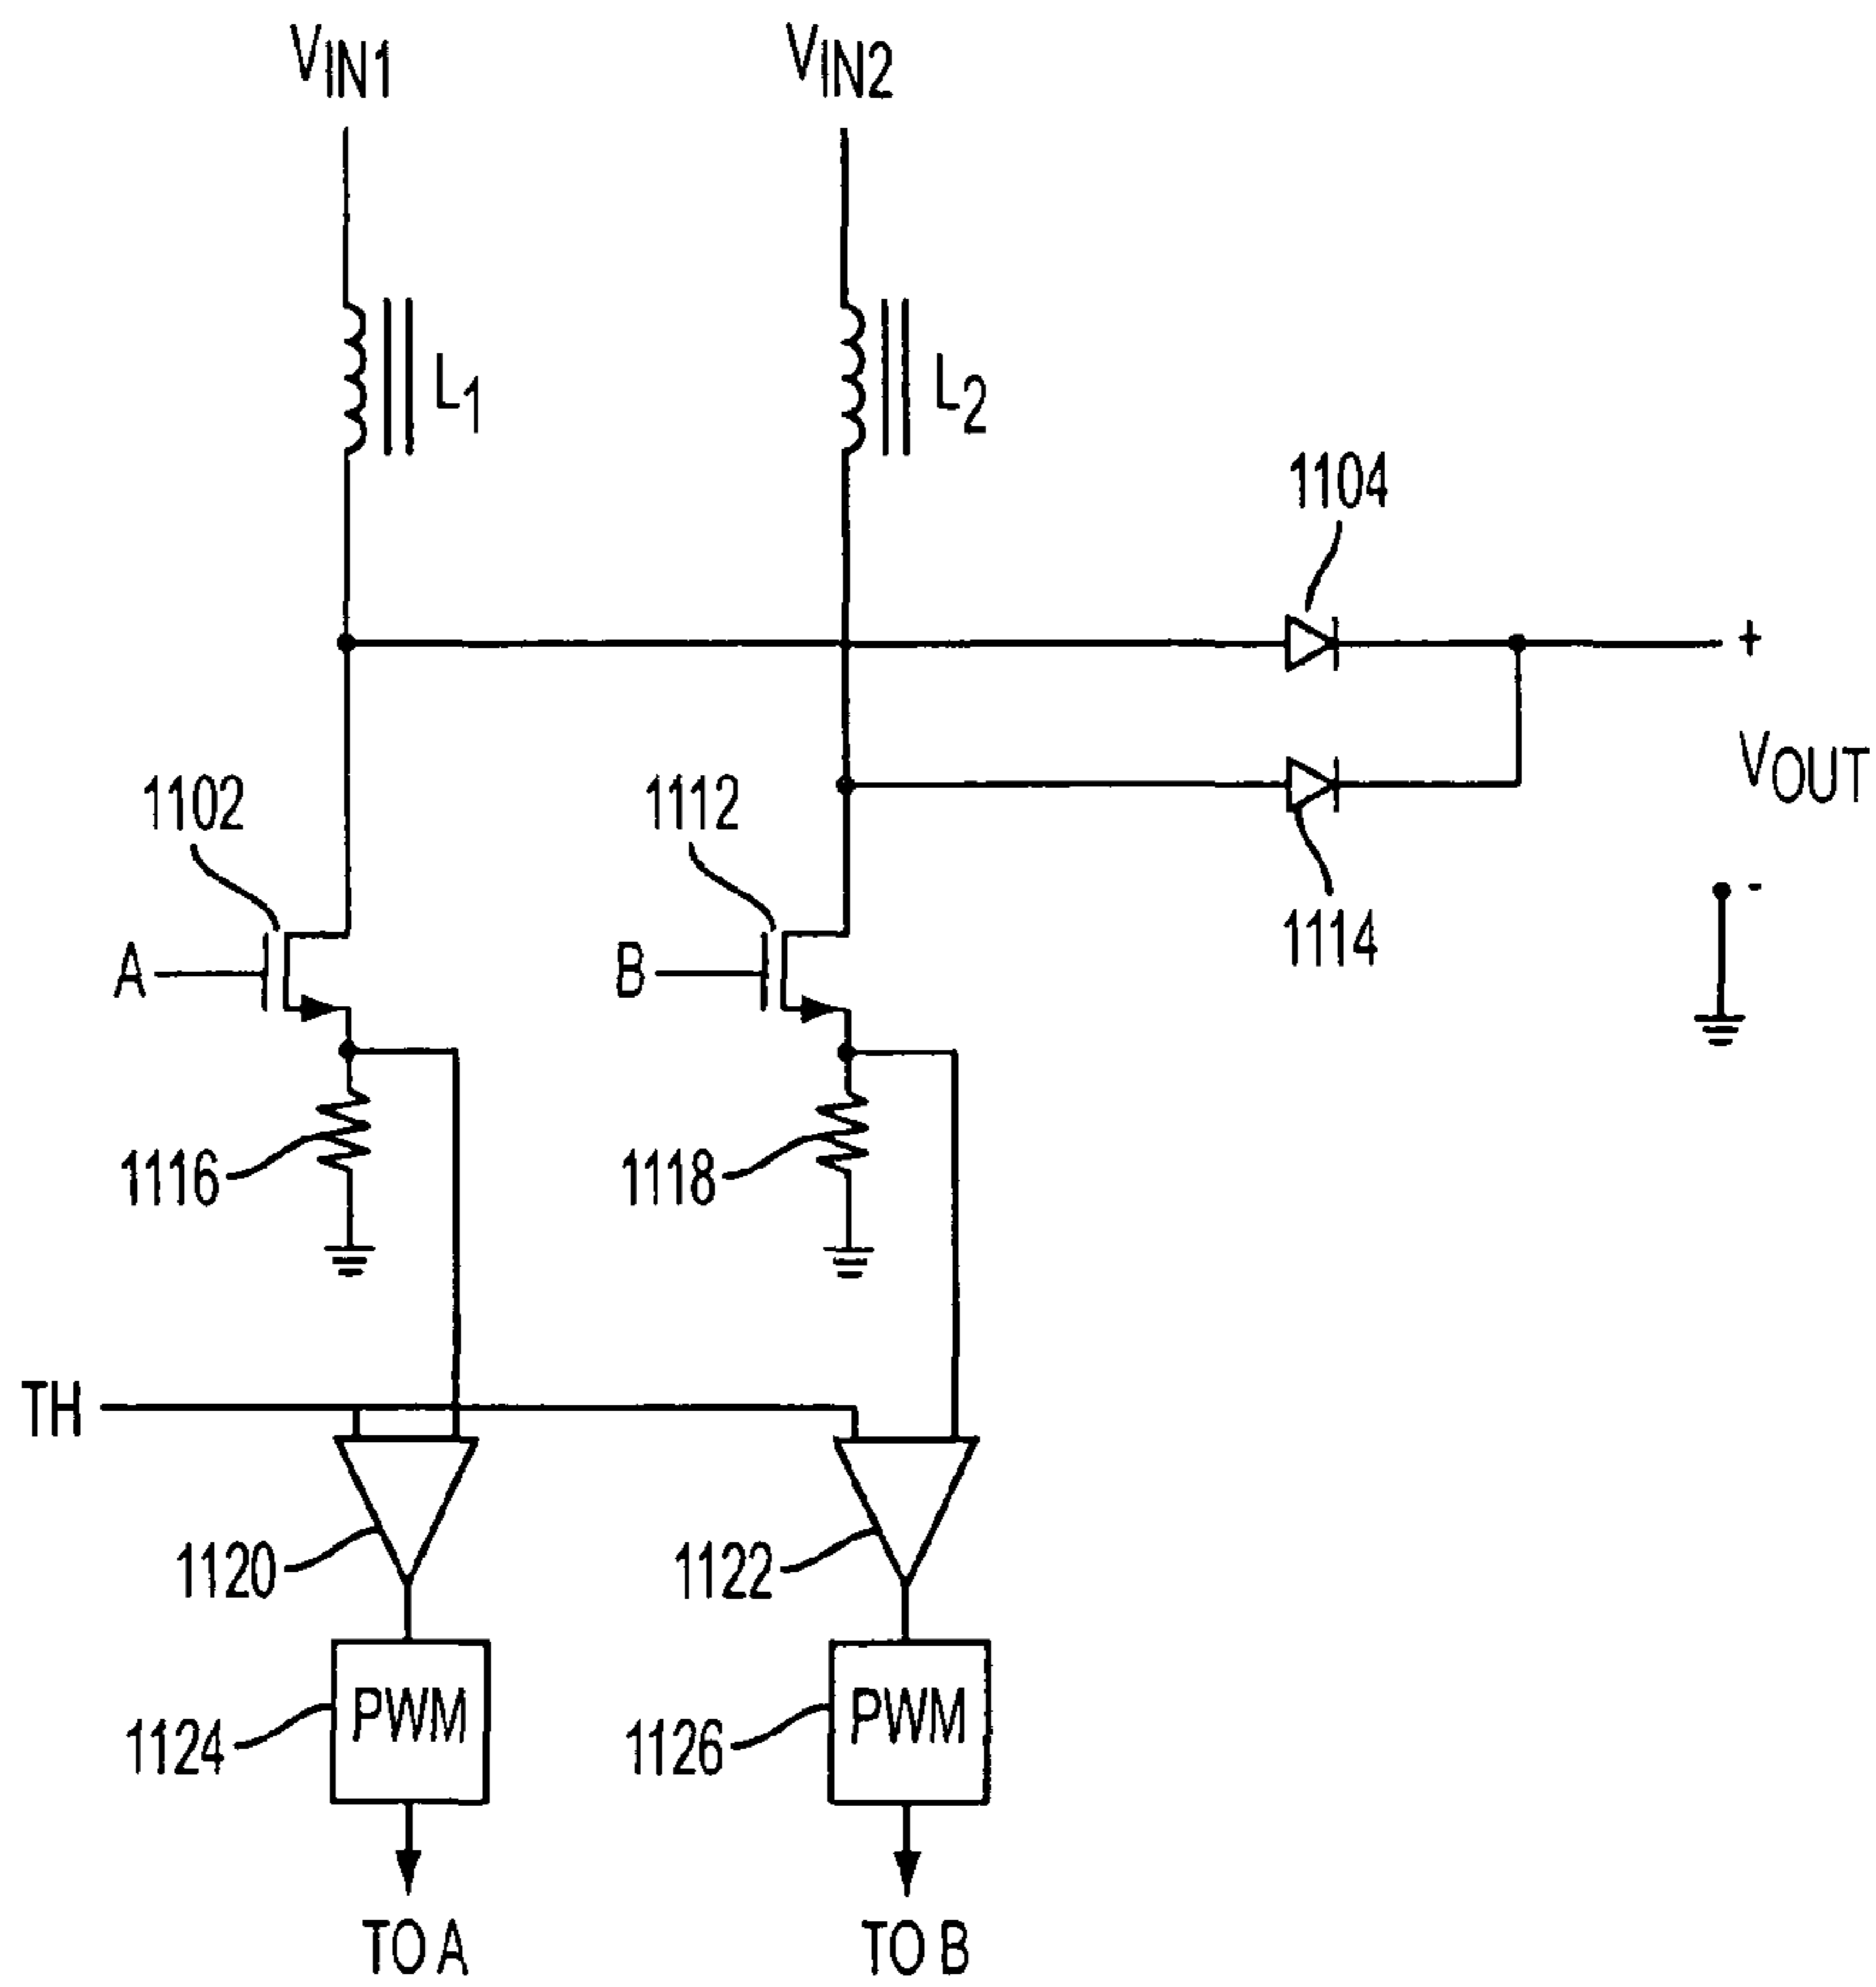 VIN1
VIN2
L1
L2
1104
+
VOUT
-
1102
1112
1114
A
B
1116
1118
TH
1120
1122
PWM
PWM
1124
1126
TO A
TO B